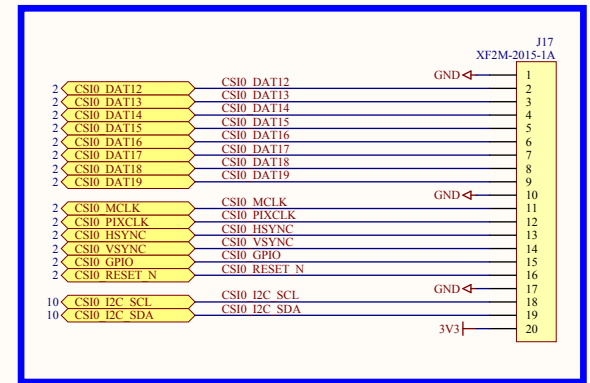 J17
XF2M-2015-1A
GND 1
2 CSI0_DAT12 CSI0_DAT12 2
2 CSI0_DAT13 CSI0_DAT13 3
2 CSI0_DAT14 CSI0_DAT14 4
2 CSI0_DAT15 CSI0_DAT15 5
2 CSI0_DAT16 CSI0_DAT16 6
2 CSI0_DAT17 CSI0_DAT17 7
2 CSI0_DAT18 CSI0_DAT18 8
2 CSI0_DAT19 CSI0_DAT19 9
GND 10
2 CSI0_MCLK CSI0_MCLK 11
2 CSI0_PIXCLK CSI0_PIXCLK 12
2 CSI0_HSYNC CSI0_HSYNC 13
2 CSI0_VSYNC CSI0_VSYNC 14
2 CSI0_GPIO CSI0_GPIO 15
2 CSI0_RESET_N CSI0_RESET_N 16
GND 17
10 CSI0_I2C_SCL CSI0_I2C_SCL 18
10 CSI0_I2C_SDA CSI0_I2C_SDA 19
3V3 20